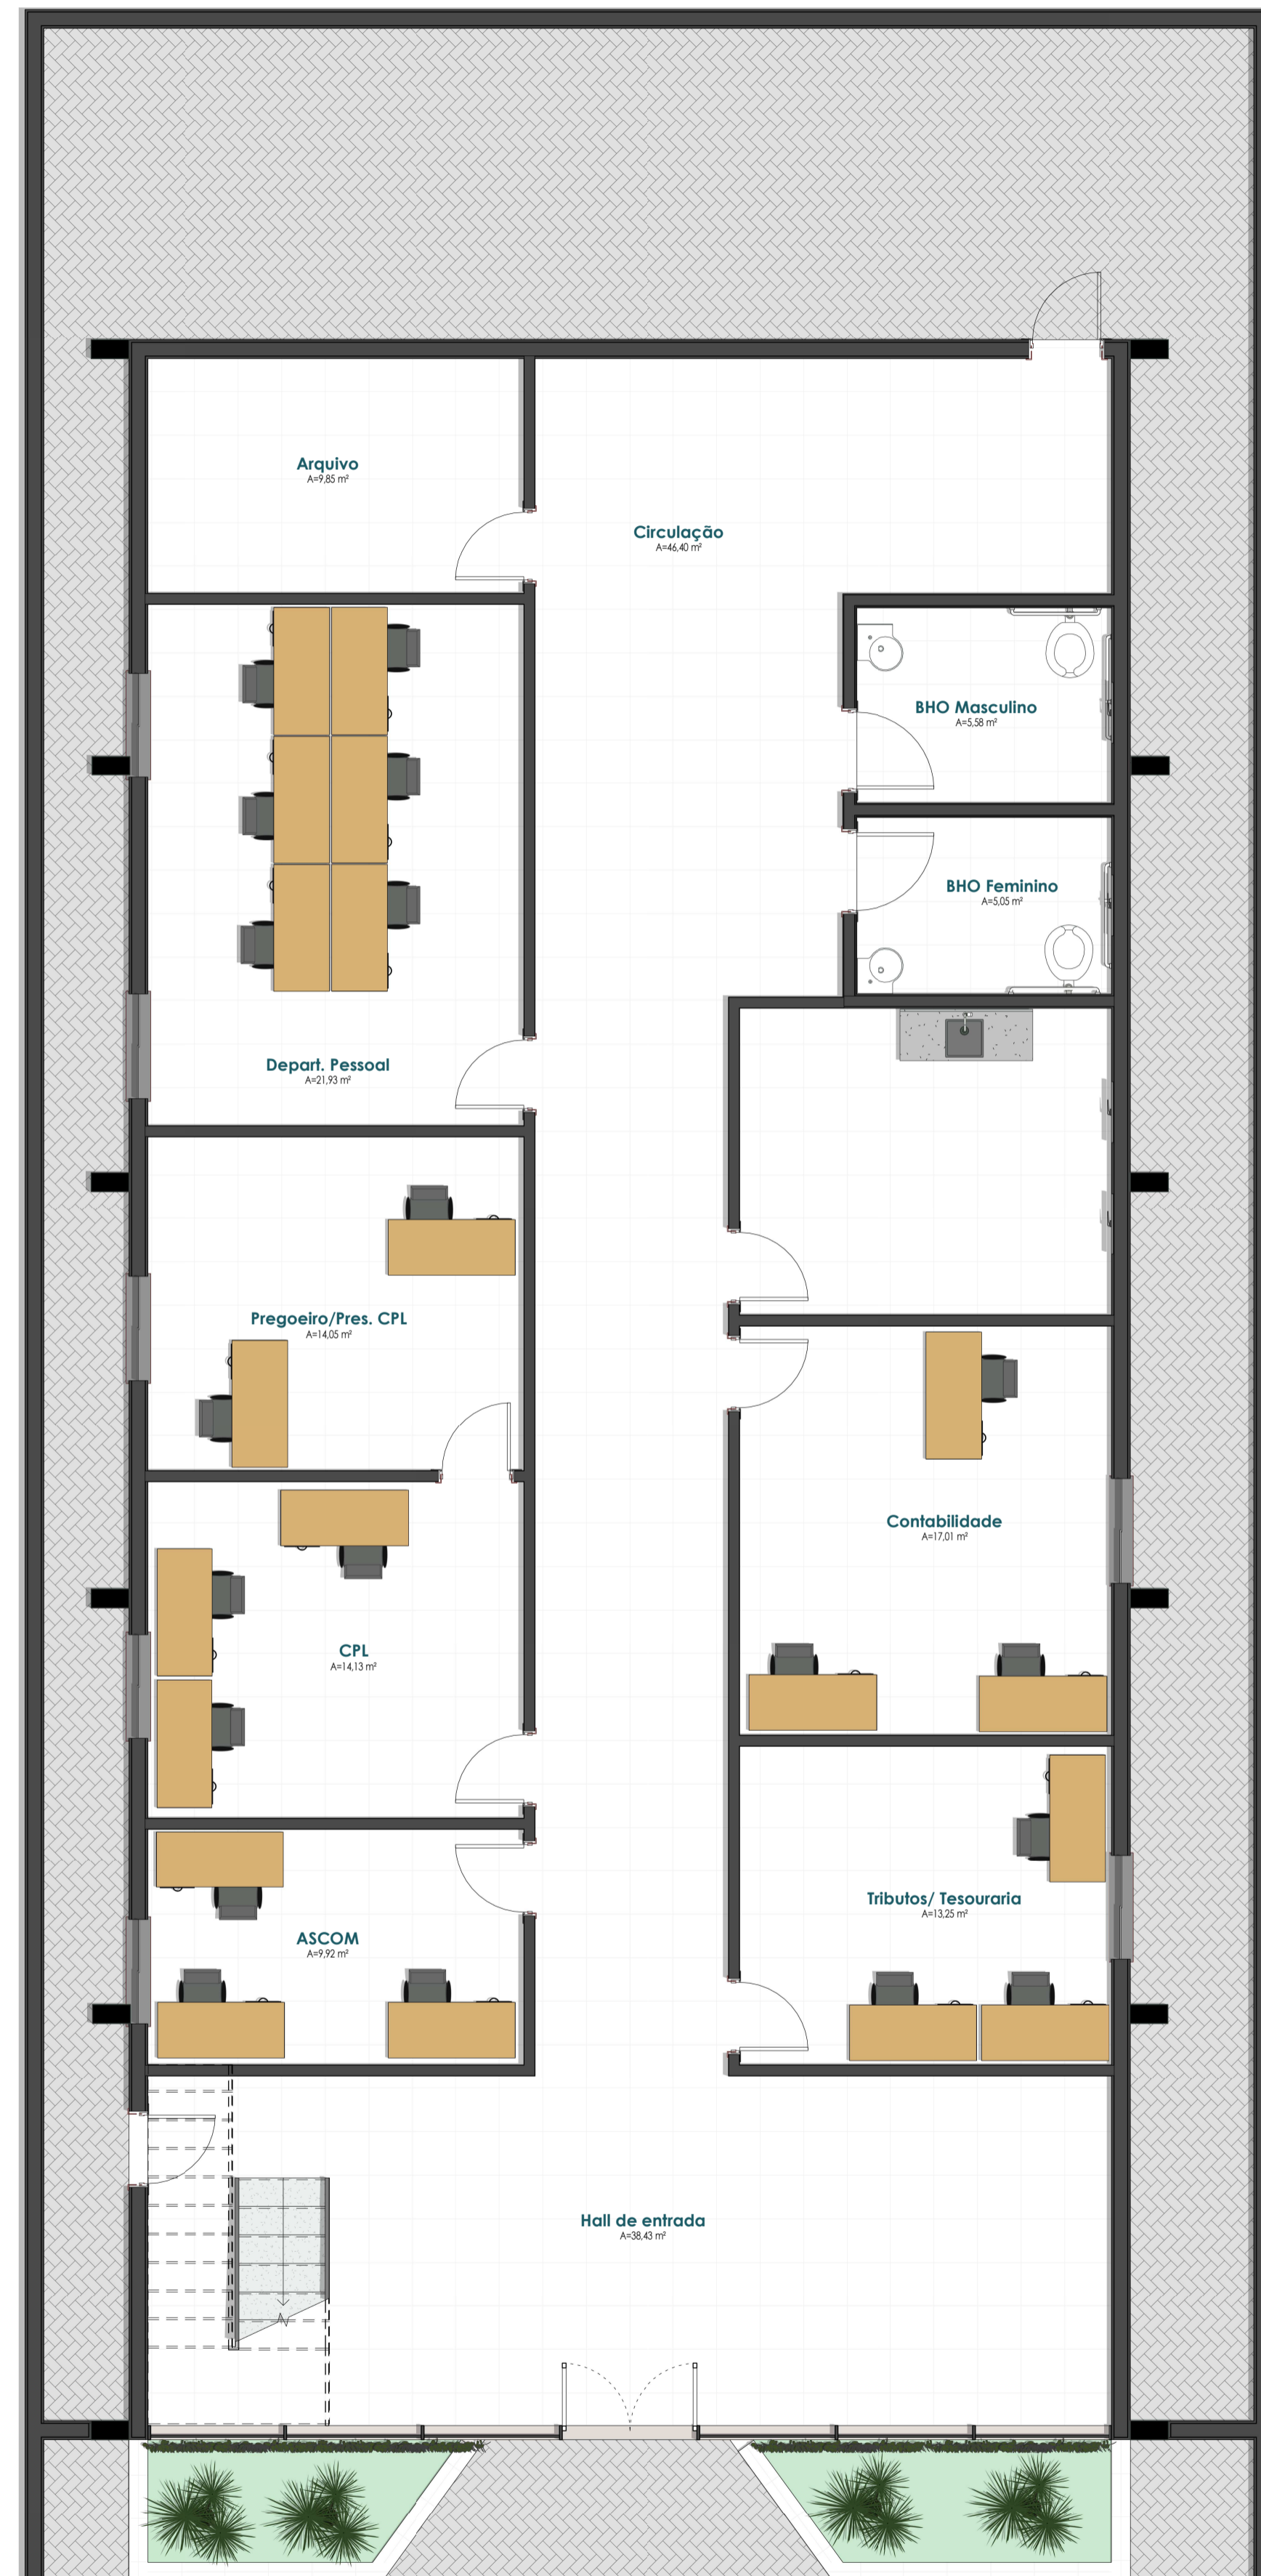 Arquivo
A=9,85 m²
Circulação
A=46,40 m²
BHO Masculino
A=5,58 m²
BHO Feminino
A=5,05 m²
Depart. Pessoal
A=21,93 m²
Pregoeiro/Pres. CPL
A=14,05 m²
Contabilidade
A=17,01 m²
CPL
A=14,13 m²
Tributos/ Tesouraria
A=13,25 m²
ASCOM
A=9,92 m²
Hall de entrada
A=38,43 m²